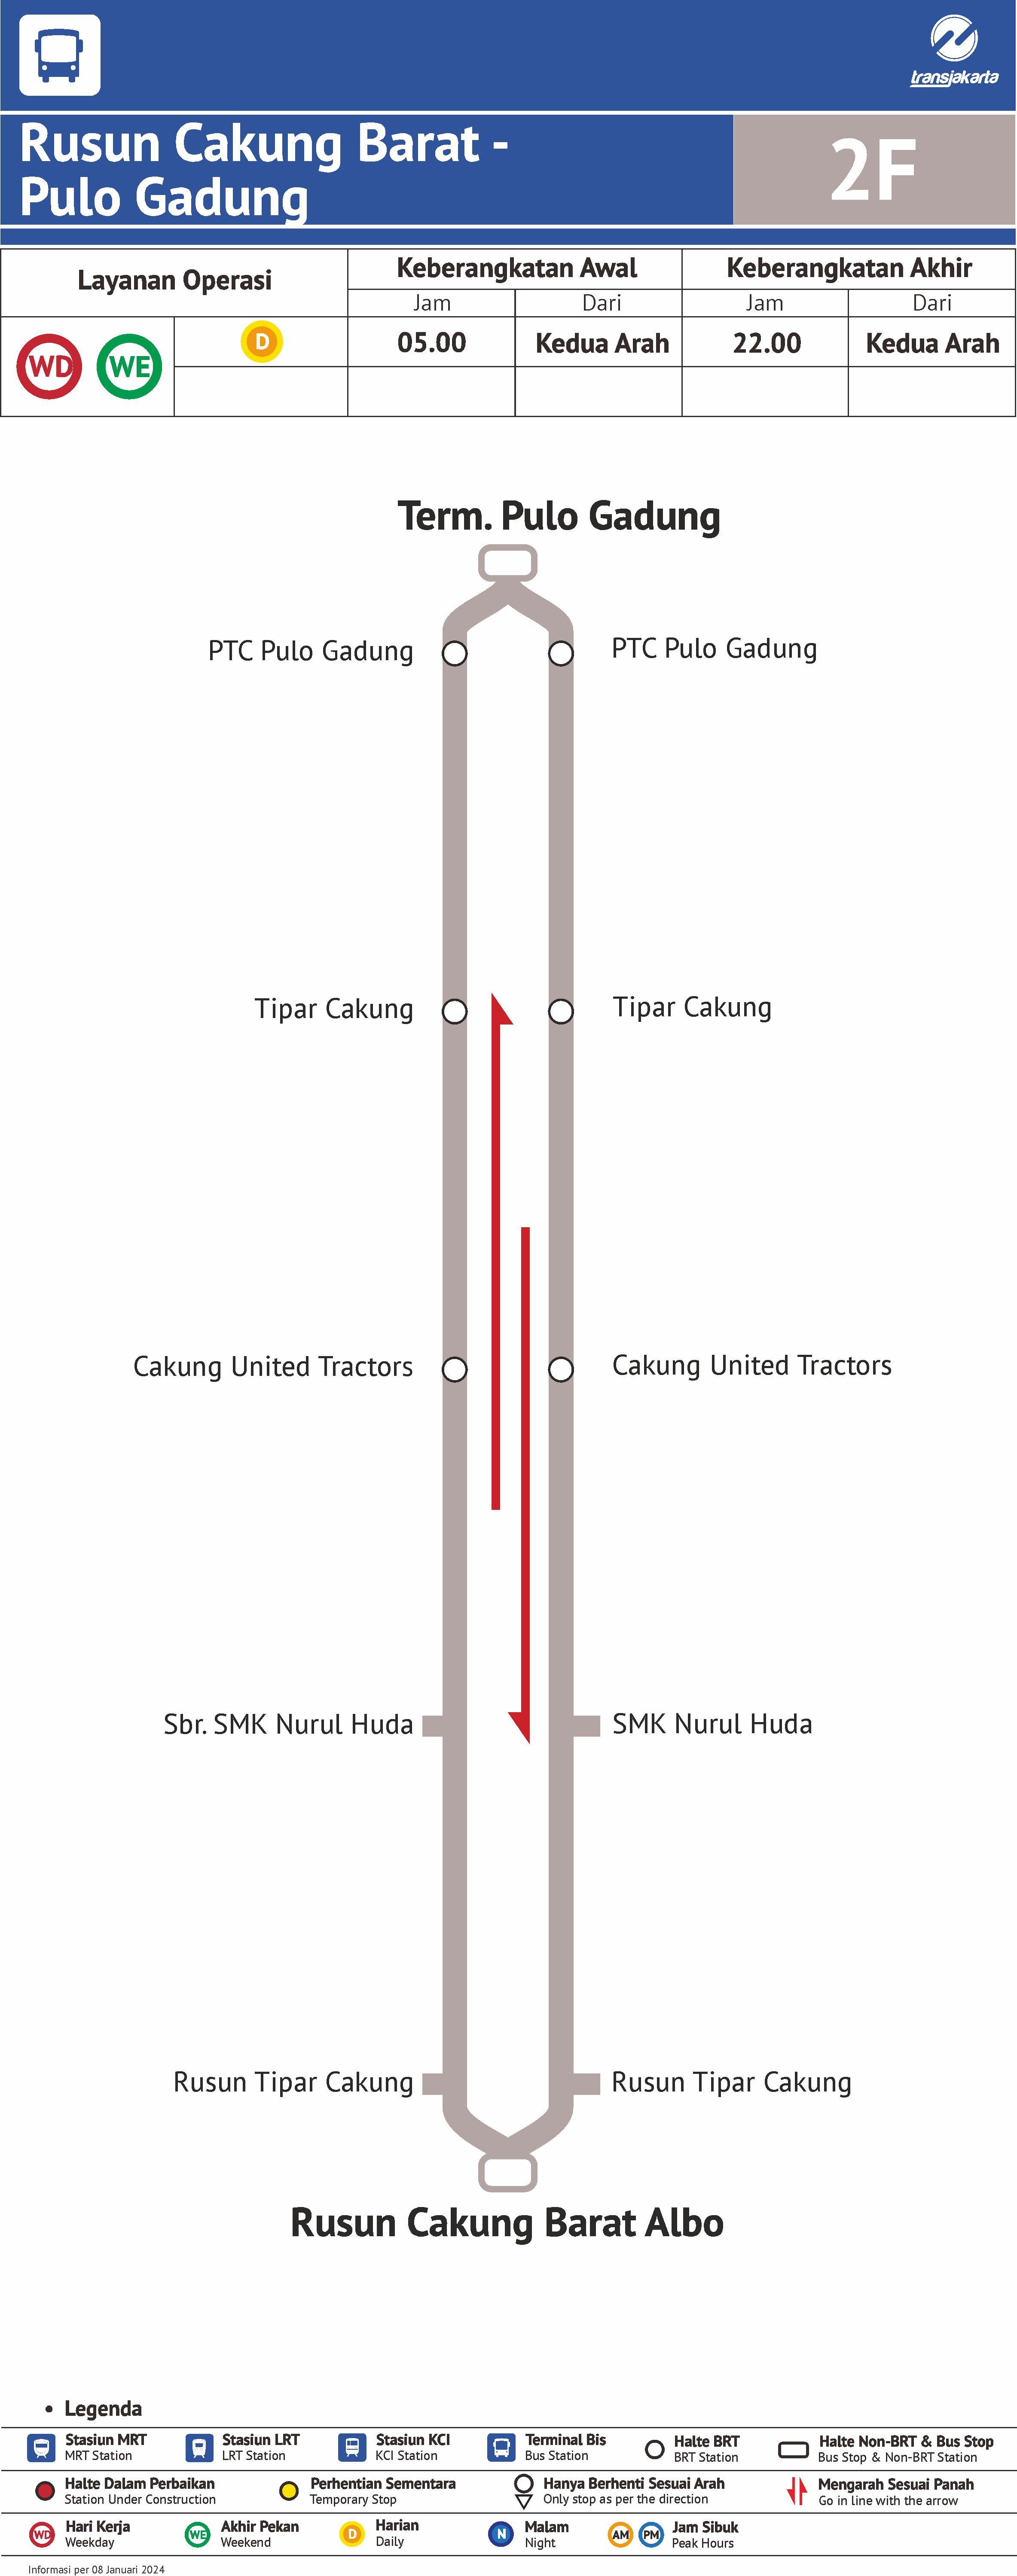 transjakarta
Rusun Cakung Barat -
Pulo Gadung
2F
Layanan Operasi
Keberangkatan Awal
Keberangkatan Akhir
Jam
Dari
Jam
Dari
WD
WE
D
05.00
Kedua Arah
22.00
Kedua Arah
Term. Pulo Gadung
PTC Pulo Gadung
PTC Pulo Gadung
Tipar Cakung
Tipar Cakung
Cakung United Tractors
Cakung United Tractors
Sbr. SMK Nurul Huda
SMK Nurul Huda
Rusun Tipar Cakung
Rusun Tipar Cakung
Rusun Cakung Barat Albo
• Legenda
Stasiun MRT
MRT Station
Stasiun LRT
LRT Station
Stasiun KCI
KCI Station
Terminal Bis
Bus Station
Halte BRT
BRT Station
Halte Non-BRT & Bus Stop
Bus Stop & Non-BRT Station
Halte Dalam Perbaikan
Station Under Construction
Perhentian Sementara
Temporary Stop
Hanya Berhenti Sesuai Arah
Only stop as per the direction
Mengarah Sesuai Panah
Go in line with the arrow
WD
Hari Kerja
Weekday
WE
Akhir Pekan
Weekend
D
Harian
Daily
N
Malam
Night
AM
PM
Jam Sibuk
Peak Hours
Informasi per 08 Januari 2024